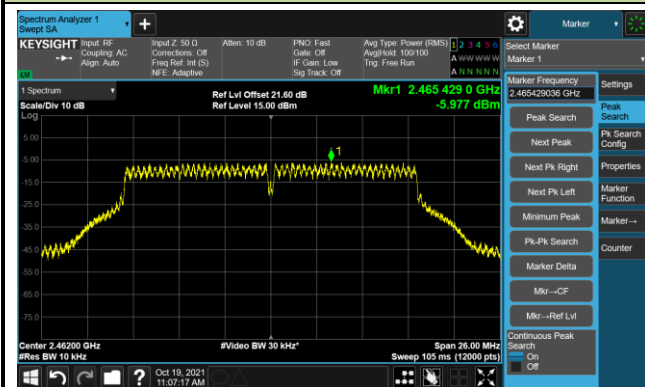 Spectrum Analyzer 1
Swept SA
+
Marker
KEYSIGHT
Input: RF
Coupling: AC
Align: Auto
Input Z: 50 Ω
Corrections: Off
Freq Ref: Int (S)
NFE: Adaptive
Atten: 10 dB
PNO: Fast
Gate: Off
IF Gain: Low
Sig Track: Off
Avg Type: Power (RMS)
Avg|Hold: 100/100
Trig: Free Run
1 2 3 4 5 6
A W W W W W
A N N N N N
Select Marker
Marker 1
1 Spectrum
Scale/Div 10 dB
Log
Ref Lvl Offset 21.60 dB
Ref Level 15.00 dBm
Mkr1 2.465 429 0 GHz
-5.977 dBm
5.00
-5.00
-15.0
-25.0
-35.0
-45.0
-55.0
-65.0
-75.0
1
Center 2.46200 GHz
#Res BW 10 kHz
#Video BW 30 kHz*
Span 26.00 MHz
Sweep 105 ms (12000 pts)
Marker Frequency
2.465429036 GHz
Peak Search
Next Peak
Next Pk Right
Next Pk Left
Minimum Peak
Pk-Pk Search
Marker Delta
Mkr→CF
Mkr→Ref Lvl
Continuous Peak
Search
On
Off
Settings
Peak
Search
Pk Search
Config
Properties
Marker
Function
Marker→
Counter
?
Oct 19, 2021
11:07:17 AM